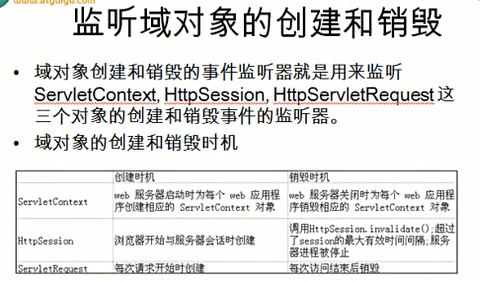 www.atguigu.com
监听域对象的创建和销毁
• 域对象创建和销毁的事件监听器就是用来监听
ServletContext, HttpSession, HttpServletRequest 这
三个对象的创建和销毁事件的监听器。
• 域对象的创建和销毁时机
创建时机 销毁时机
ServletContext
web 服务器启动时为每个 web 应用程
序创建相应的 ServletContext 对象
web 服务器关闭时为每个 web 应用程
序销毁相应的 ServletContext 对象
HttpSession
浏览器开始与服务器会话时创建
调用HttpSession.invalidate();超过
了session的最大有效时间间隔;服务
器进程被停止
ServletRequest 每次请求开始时创建 每次访问结束后销毁